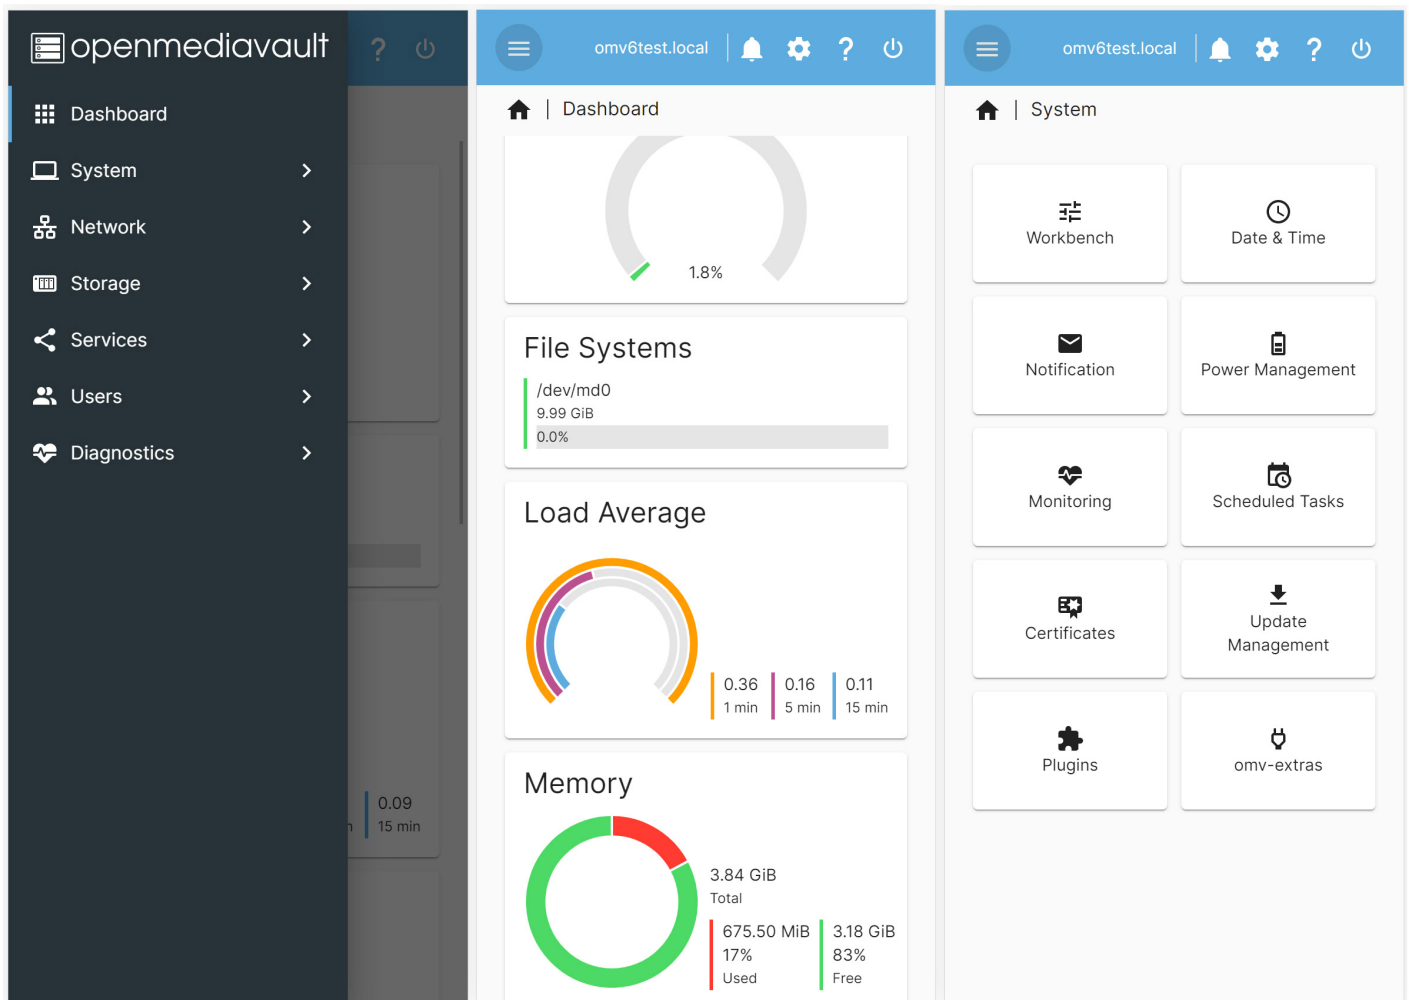 openmediavault
?
Dashboard
System
Network
Storage
Services
Users
Diagnostics
0.09
15 min
omv6test.local
?
| Dashboard
1.8%
File Systems
/dev/md0
9.99 GiB
0.0%
Load Average
0.36 0.16 0.11
1 min 5 min 15 min
Memory
3.84 GiB
Total
675.50 MiB 3.18 GiB
17% 83%
Used Free
omv6test.local
?
| System
Workbench
Date & Time
Notification
Power Management
Monitoring
Scheduled Tasks
Certificates
Update
Management
Plugins
omv-extras